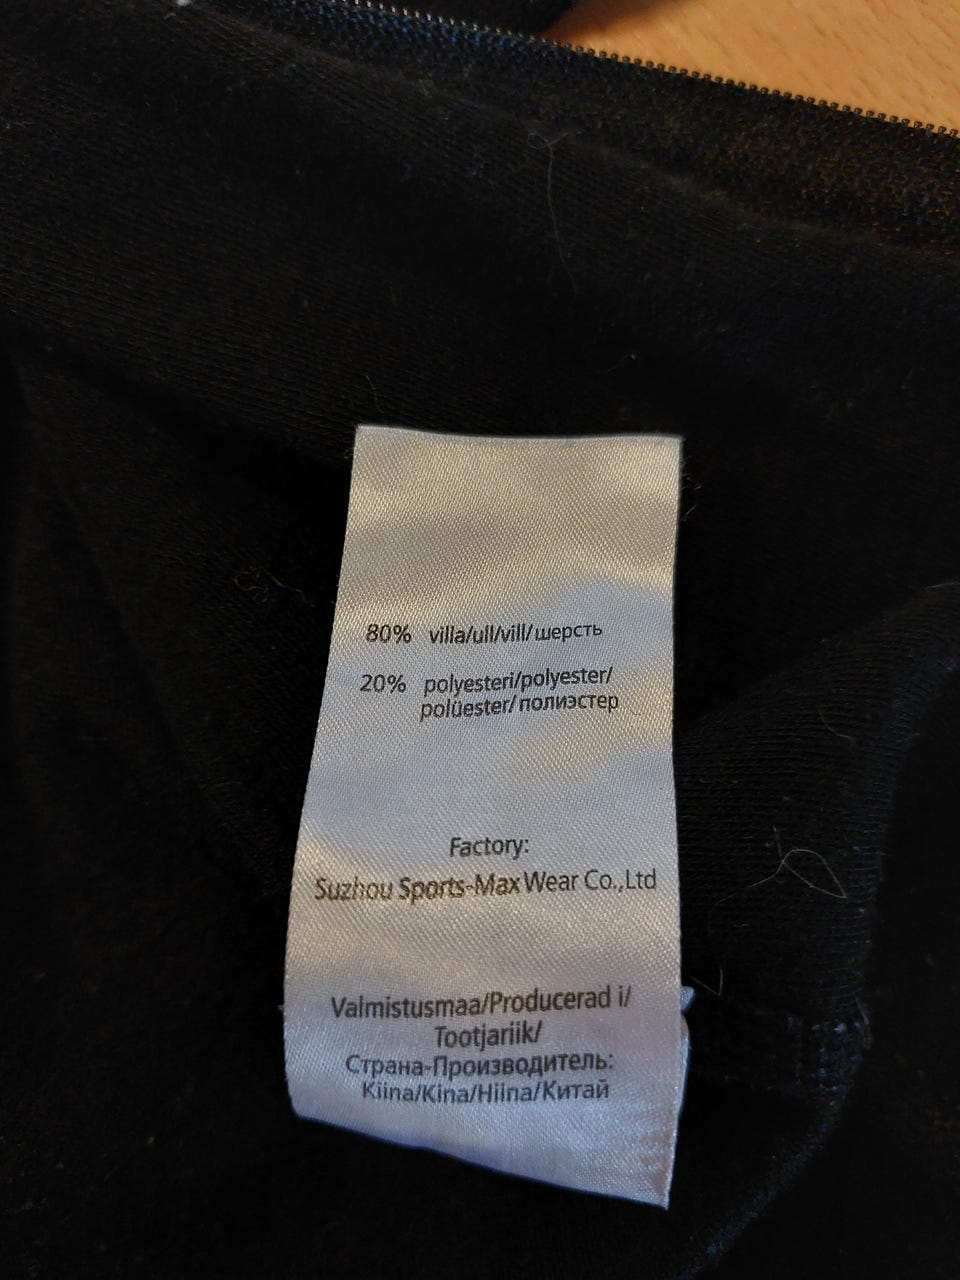 80% villa/ull/vill/шерсть
20% polyesteri/polyester/
polüester/полиэстер
Factory:
Suzhou Sports-Max Wear Co.,Ltd
Valmistusmaa/Producerad i/
Tootjariik/
Страна-Производитель:
Kiina/Kina/Hiina/Китай